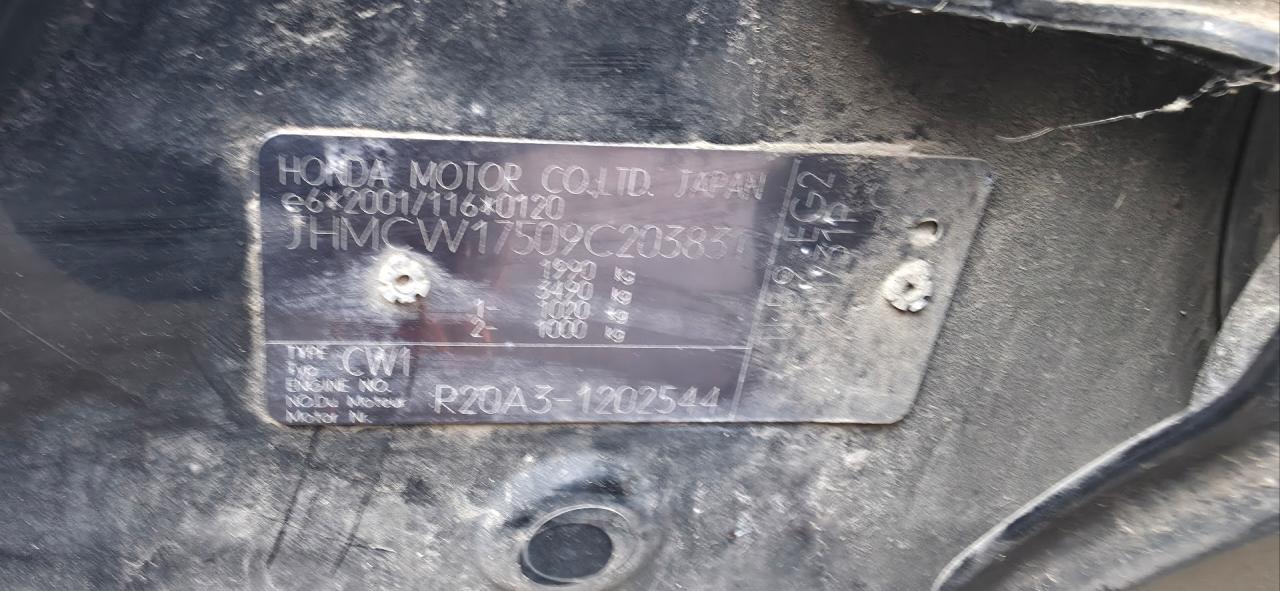 HONDA MOTOR CO.,LTD. JAPAN
e6*2001/116*0120
JHMCW17509C203831
1990 KG
3490 KG
1- 1020 KG
2- 1000 KG
TYPE
Typ CW1
ENGINE NO.
NO.Du Moteur R20A3-1202544
Motor Nr.